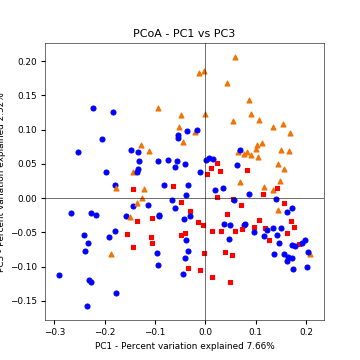 PCoA - PC1 vs PC3
PC3 - Percent variation explained 2.52%
0.20
0.15
0.10
0.05
0.00
−0.05
−0.10
−0.15
−0.3 −0.2 −0.1 0.0 0.1 0.2
PC1 - Percent variation explained 7.66%